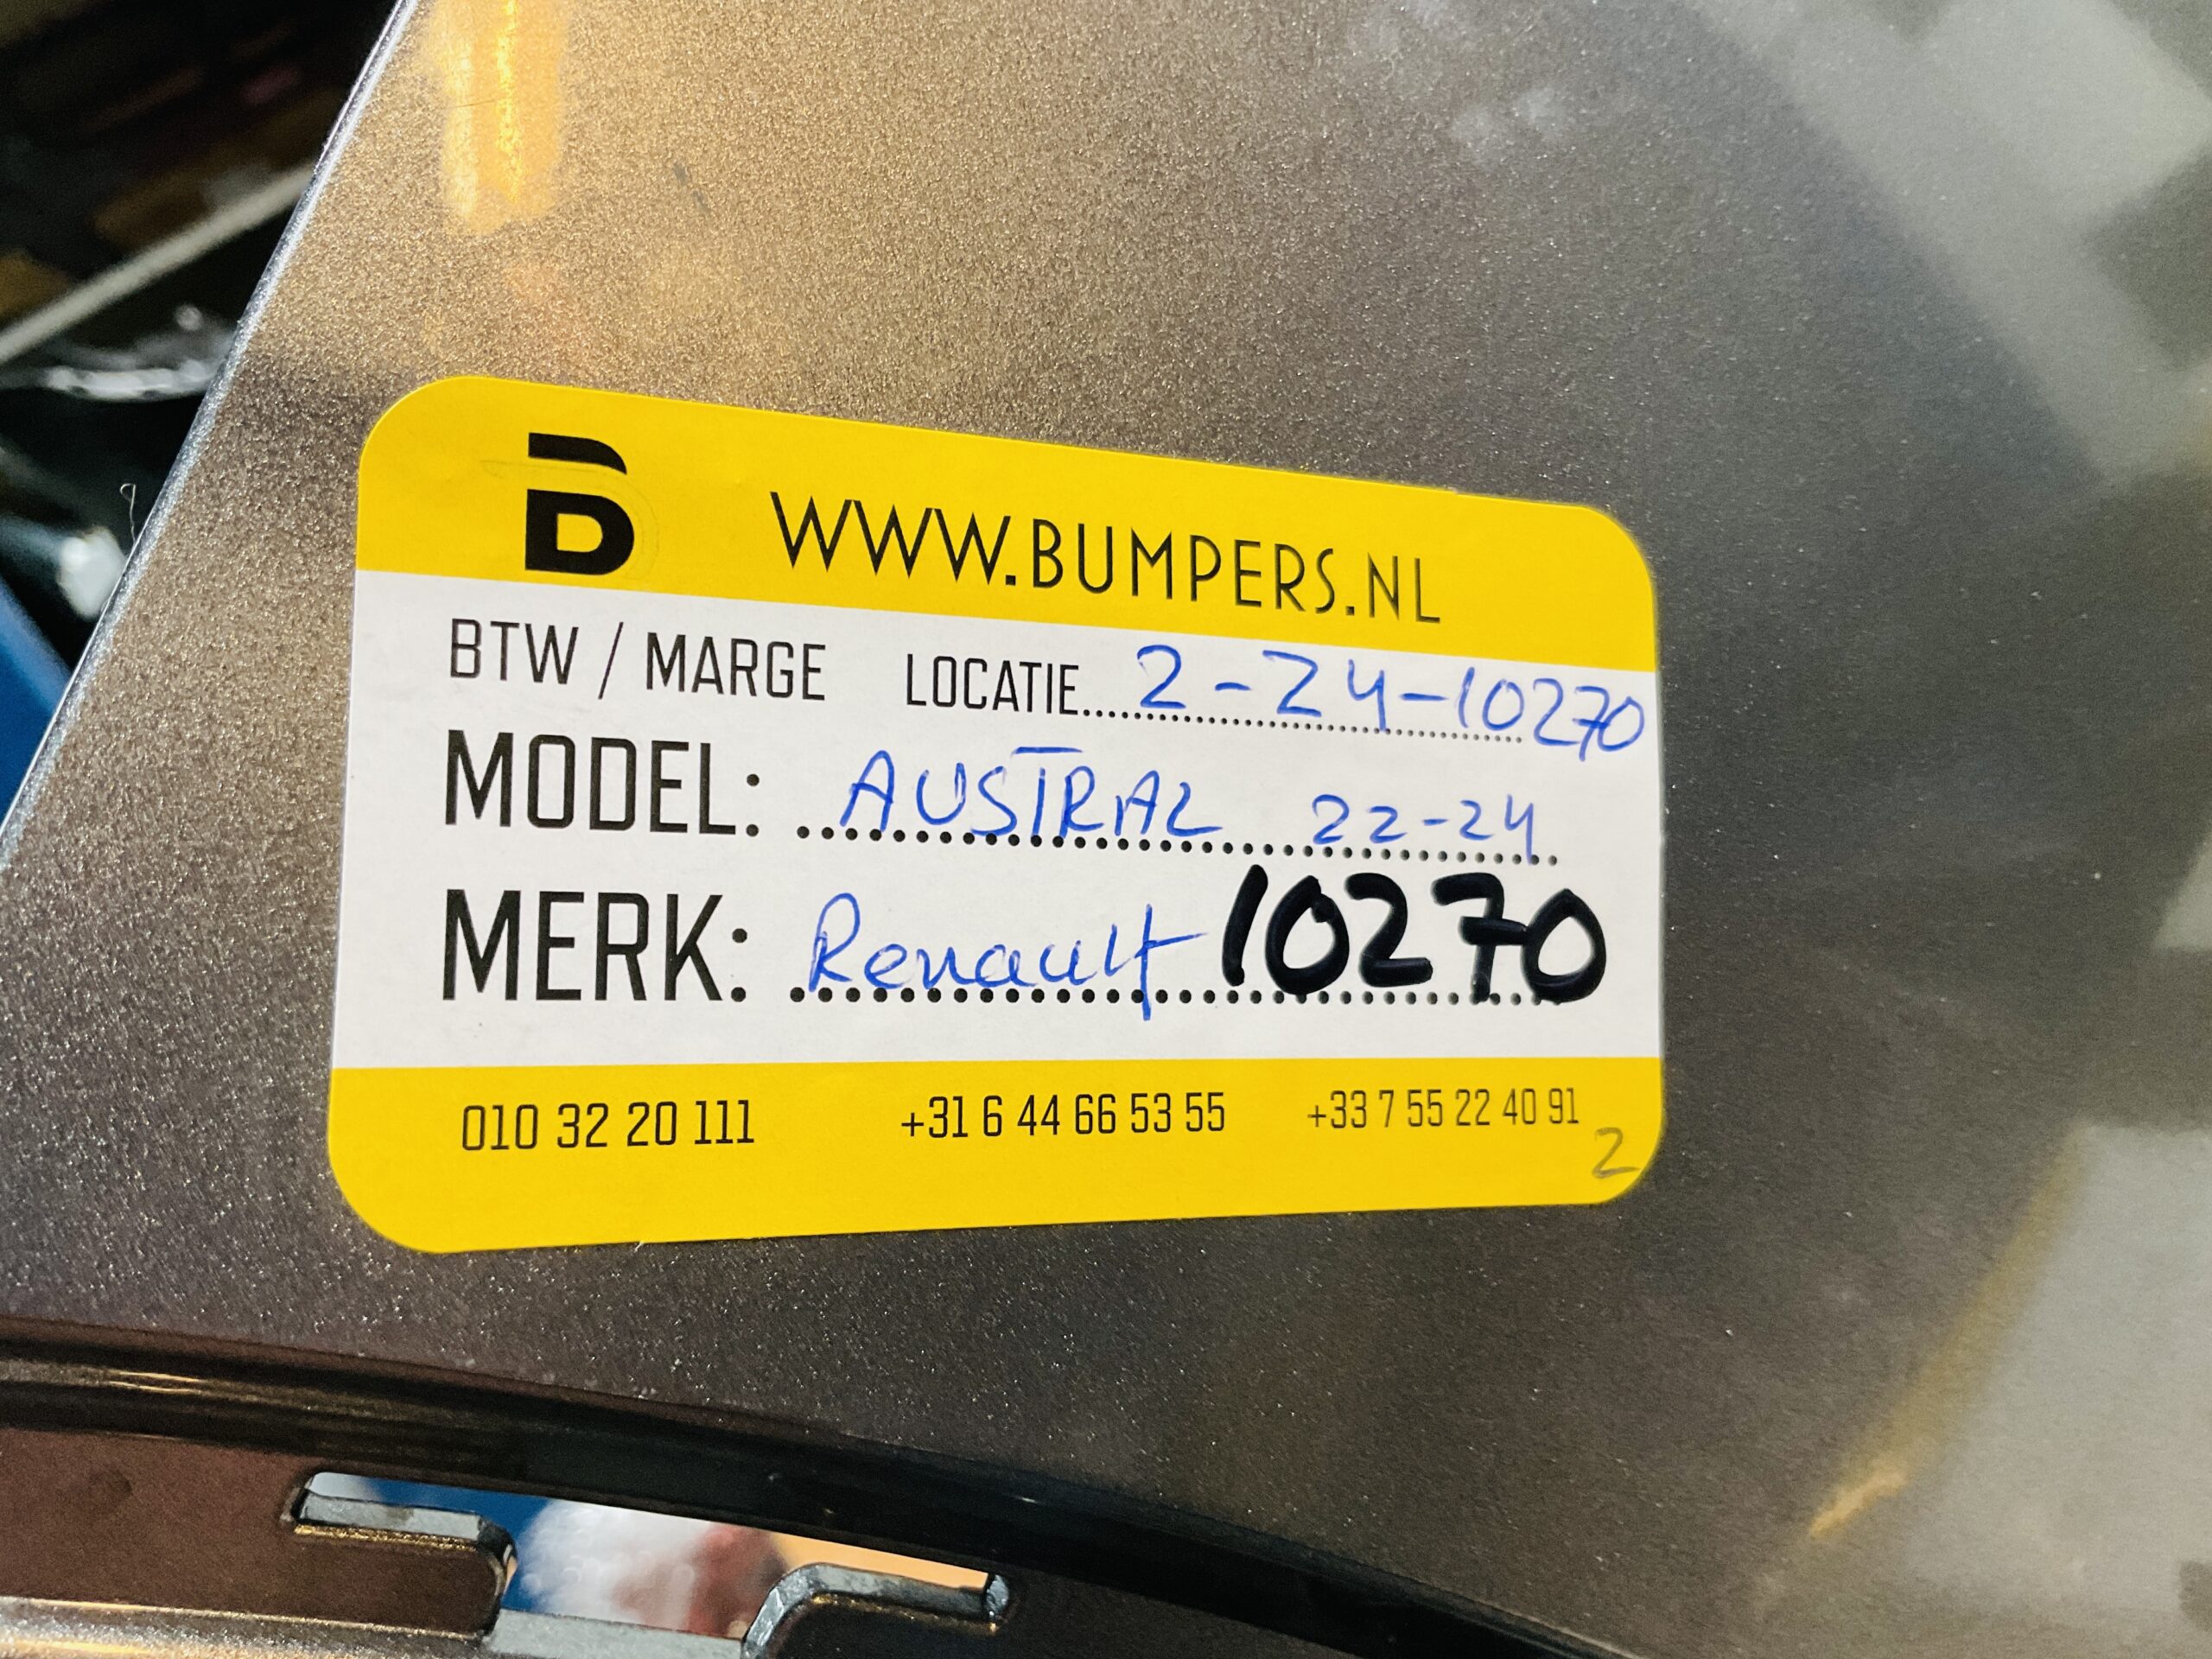 B WWW.BUMPERS.NL
BTW / MARGE LOCATIE...2-24-10270
MODEL: ...AUSTRAL 22-24
MERK: Renault 10270
010 32 20 111 +31 6 44 66 53 55 +33 7 55 22 40 91
2